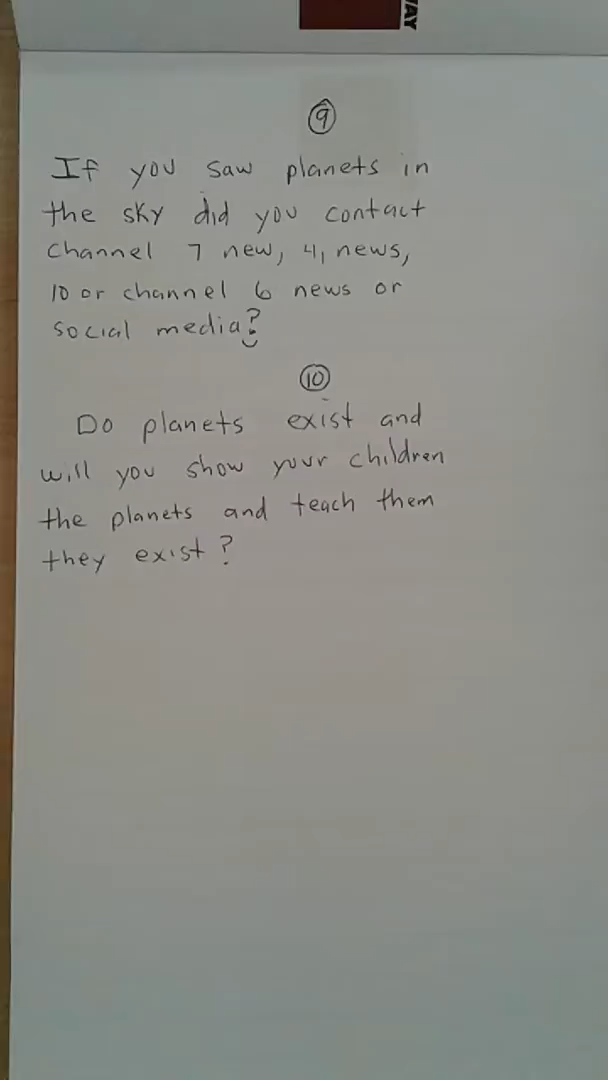 WAY
9
If you saw planets in
the sky did you contact
channel 7 new, 4, news,
10 or channel 6 news or
social media?
10
Do planets exist and
will you show your children
the planets and teach them
they exist?